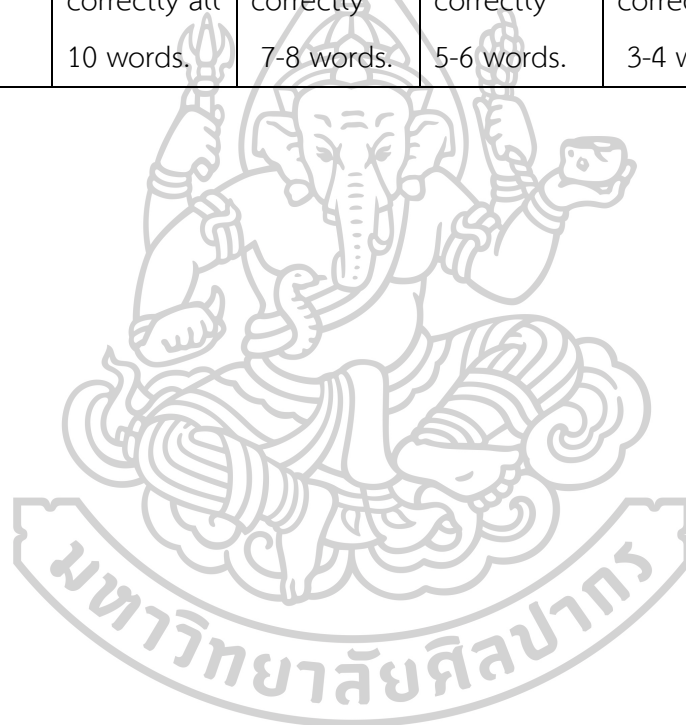 correctly all correctly correctly
10 words. 7-8 words. 5-6 words. 3-4
มหาวิทยาลัยศิลปากร